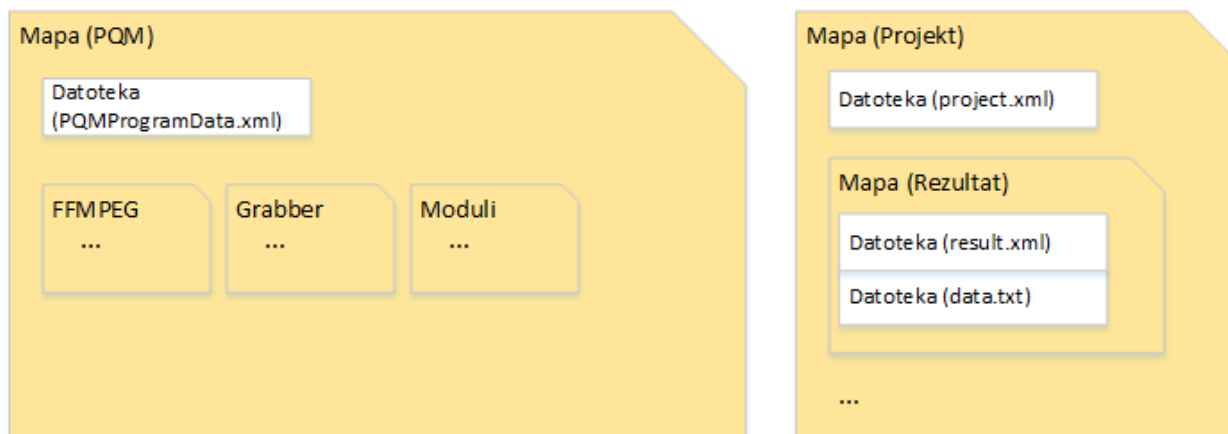 Mapa (PQM)
Datoteka
(PQMProgramData.xml)
FFMPEG
...
Grabber
...
Moduli
...
Mapa (Projekt)
Datoteka (project.xml)
Mapa (Rezultat)
Datoteka (result.xml)
Datoteka (data.txt)
...